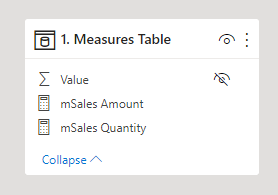 1. Measures Table
Value
mSales Amount
mSales Quantity
Collapse